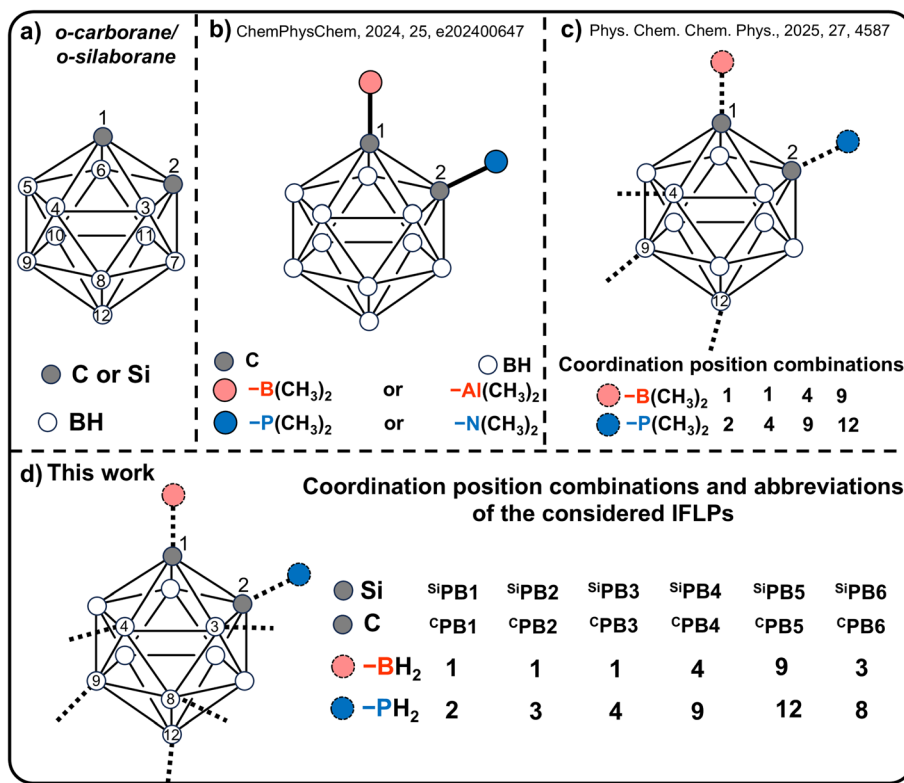 a) o-carborane/
o-silaborane
1
2
6
5
4
3
10
11
9
7
8
12
C or Si
BH
b) ChemPhysChem, 2024, 25, e202400647
1
2
C
BH
−B(CH₃)₂ or −Al(CH₃)₂
−P(CH₃)₂ or −N(CH₃)₂
c) Phys. Chem. Chem. Phys., 2025, 27, 4587
1
2
4
9
12
Coordination position combinations
−B(CH₃)₂ 1 1 4 9
−P(CH₃)₂ 2 4 9 12
d) This work
1
2
4
3
9
8
12
Coordination position combinations and abbreviations
of the considered IFLPs
Si ˢⁱPB1 ˢⁱPB2 ˢⁱPB3 ˢⁱPB4 ˢⁱPB5 ˢⁱPB6
C ᶜPB1 ᶜPB2 ᶜPB3 ᶜPB4 ᶜPB5 ᶜPB6
−BH₂ 1 1 1 4 9 3
−PH₂ 2 3 4 9 12 8